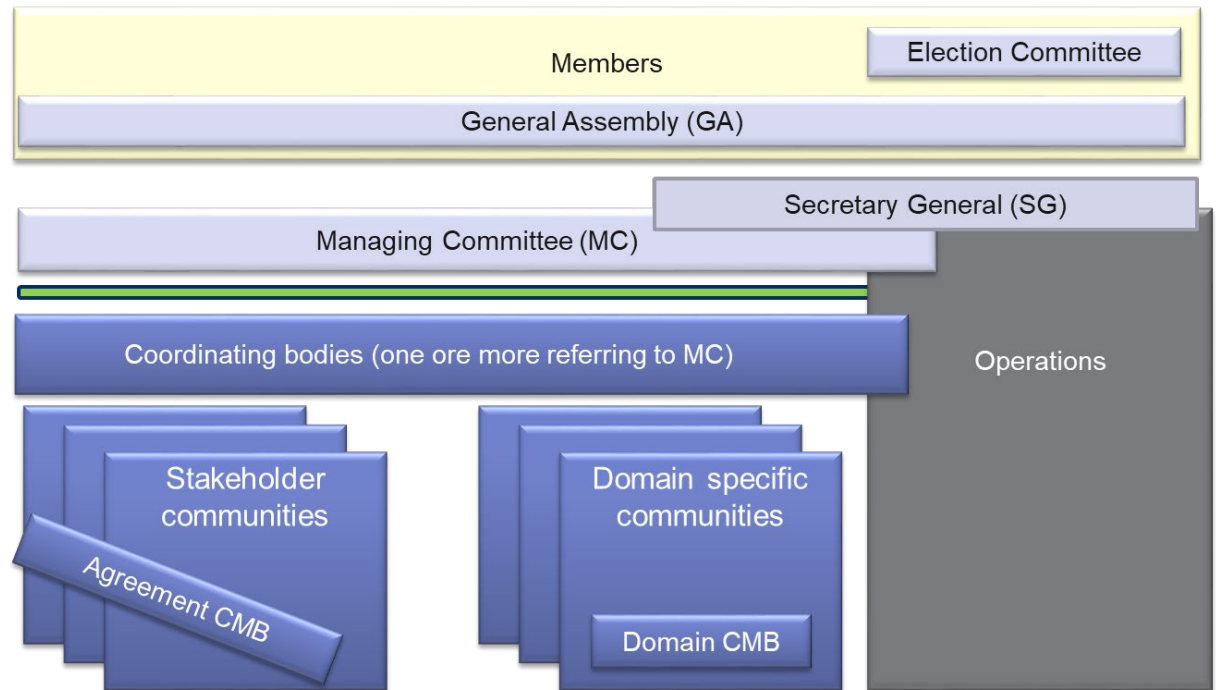 Election Committee
Members
General Assembly (GA)
Secretary General (SG)
Managing Committee (MC)
Coordinating bodies (one ore more referring to MC)
Operations
Stakeholder
communities
Agreement CMB
Domain specific
communities
Domain CMB